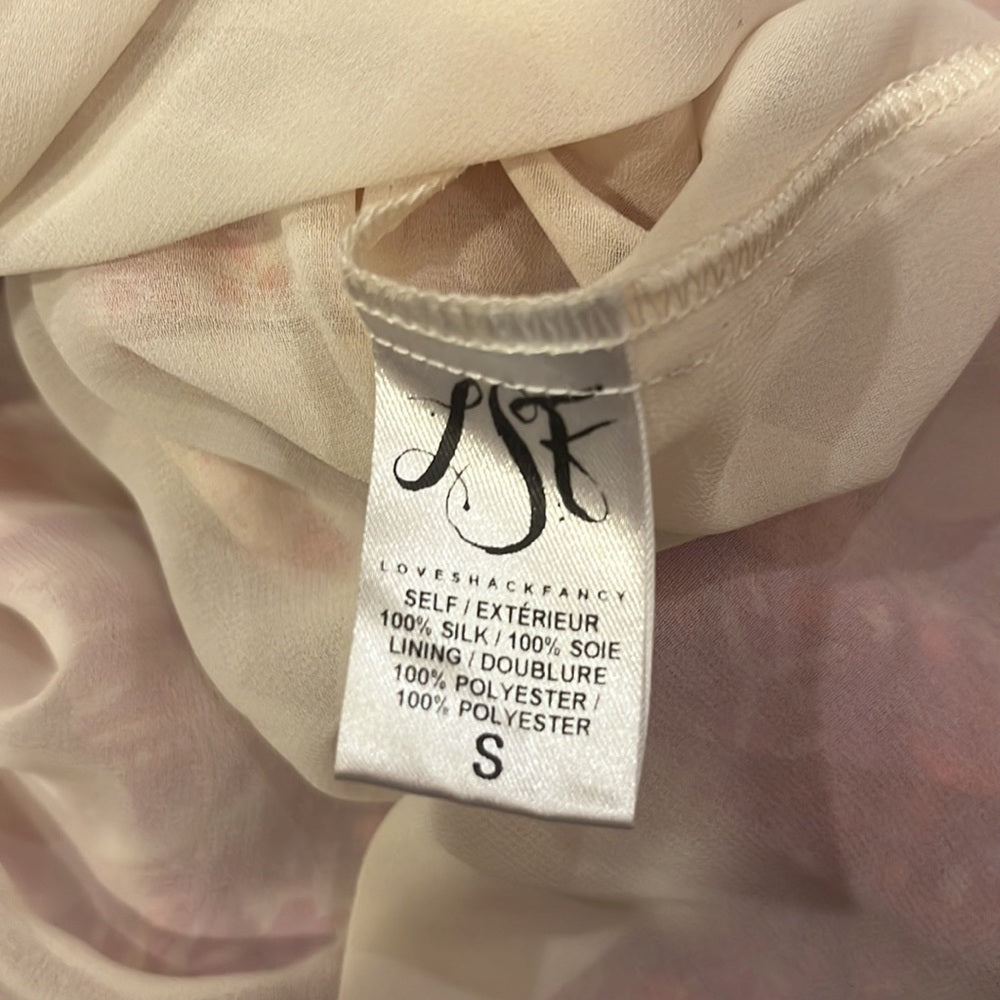 LSF
LOVESHACKFANCY
SELF / EXTÉRIEUR
100% SILK / 100% SOIE
LINING / DOUBLURE
100% POLYESTER /
100% POLYESTER
S